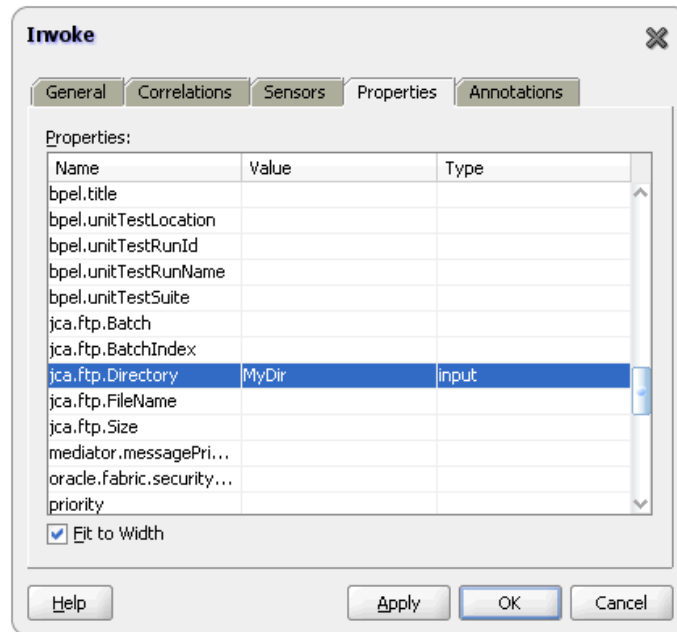 Invoke
General Correlations Sensors Properties Annotations
Properties:
Name Value Type
bpel.title
bpel.unitTestLocation
bpel.unitTestRunId
bpel.unitTestRunName
bpel.unitTestSuite
jca.ftp.Batch
jca.ftp.BatchIndex
jca.ftp.Directory MyDir input
jca.ftp.FileName
jca.ftp.Size
mediator.messagePri...
oracle.fabric.security...
priority
Fit to Width
Help Apply OK Cancel